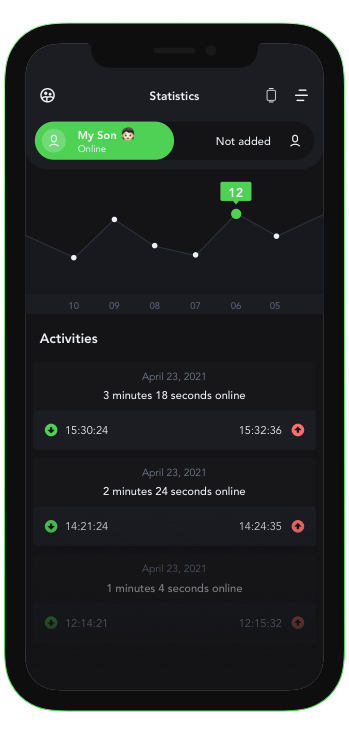 Statistics
My Son 👦🏻
Online
Not added
12
10 09 08 07 06 05
Activities
April 23, 2021
3 minutes 18 seconds online
15:30:24 15:32:36
April 23, 2021
2 minutes 24 seconds online
14:21:24 14:24:35
April 23, 2021
1 minutes 4 seconds online
12:14:21 12:15:32